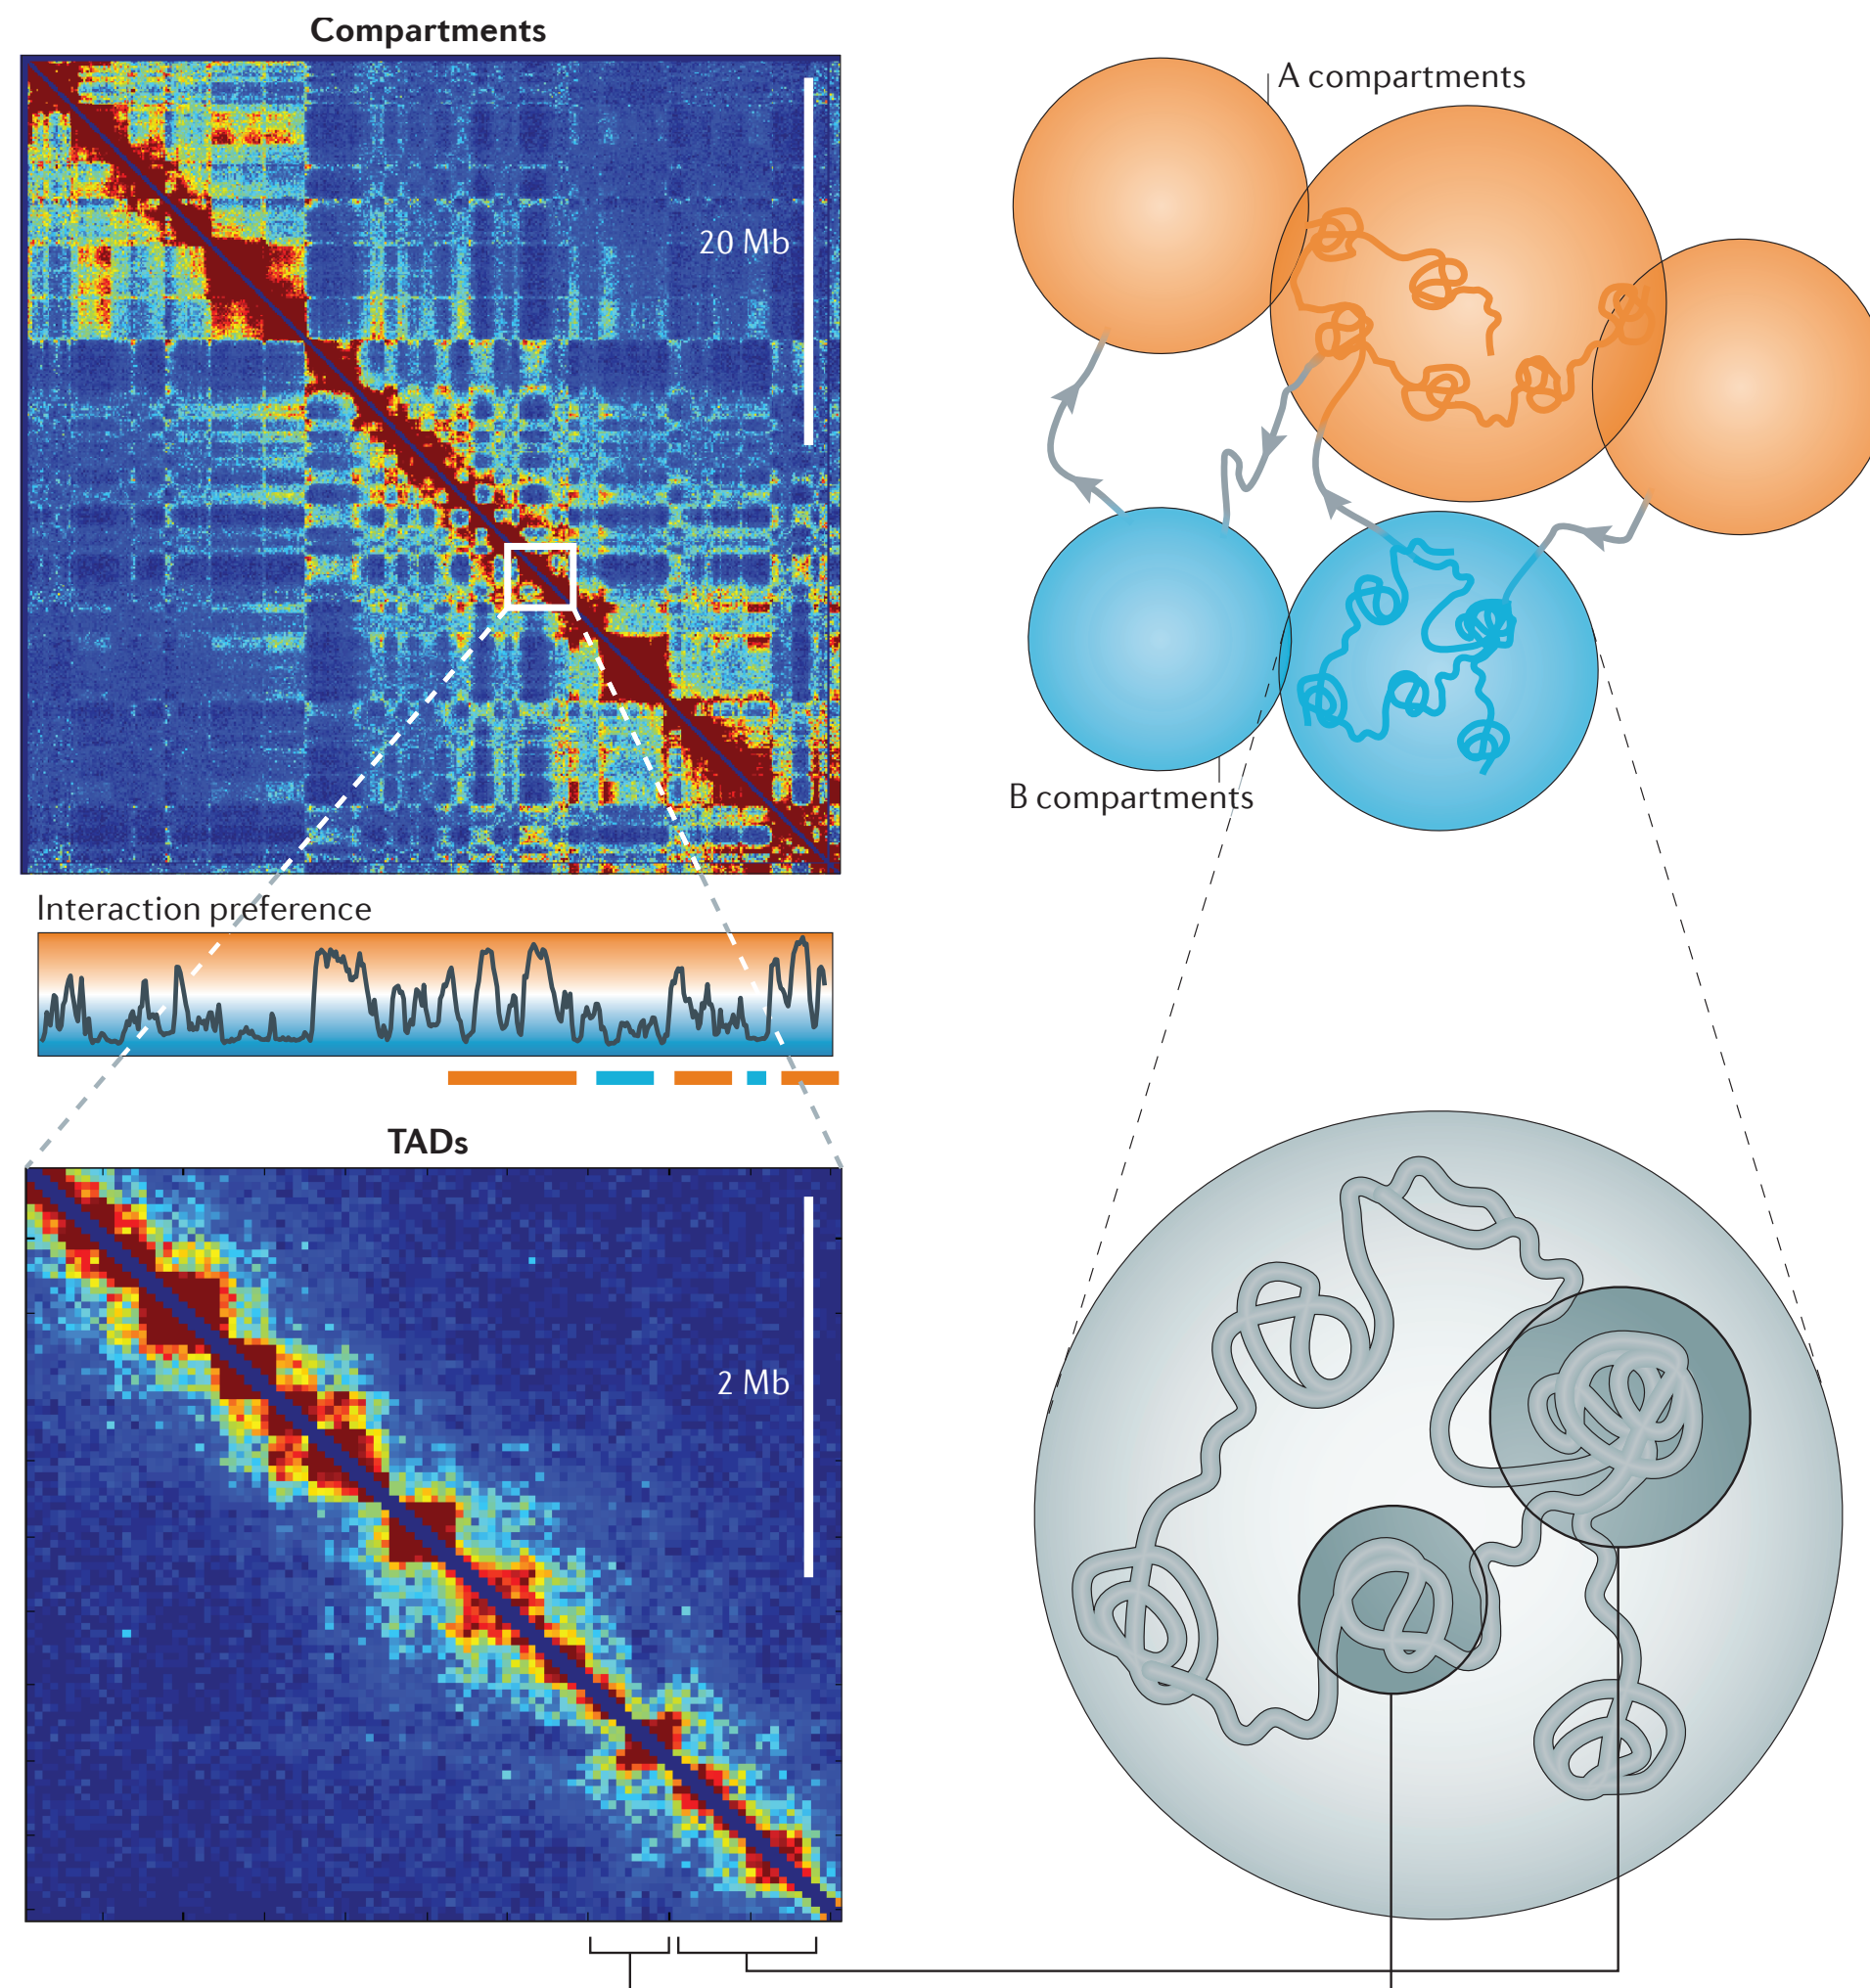 Compartments
20 Mb
A compartments
B compartments
Interaction preference
TADs
2 Mb